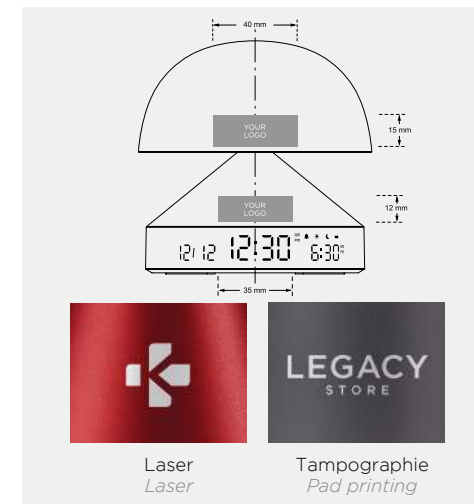 40 mm
YOUR
LOGO
15 mm
YOUR
LOGO
12 mm
12/12 12:30 6:30
35 mm
LEGACY
STORE
Laser
Tampographie
Laser
Pad printing